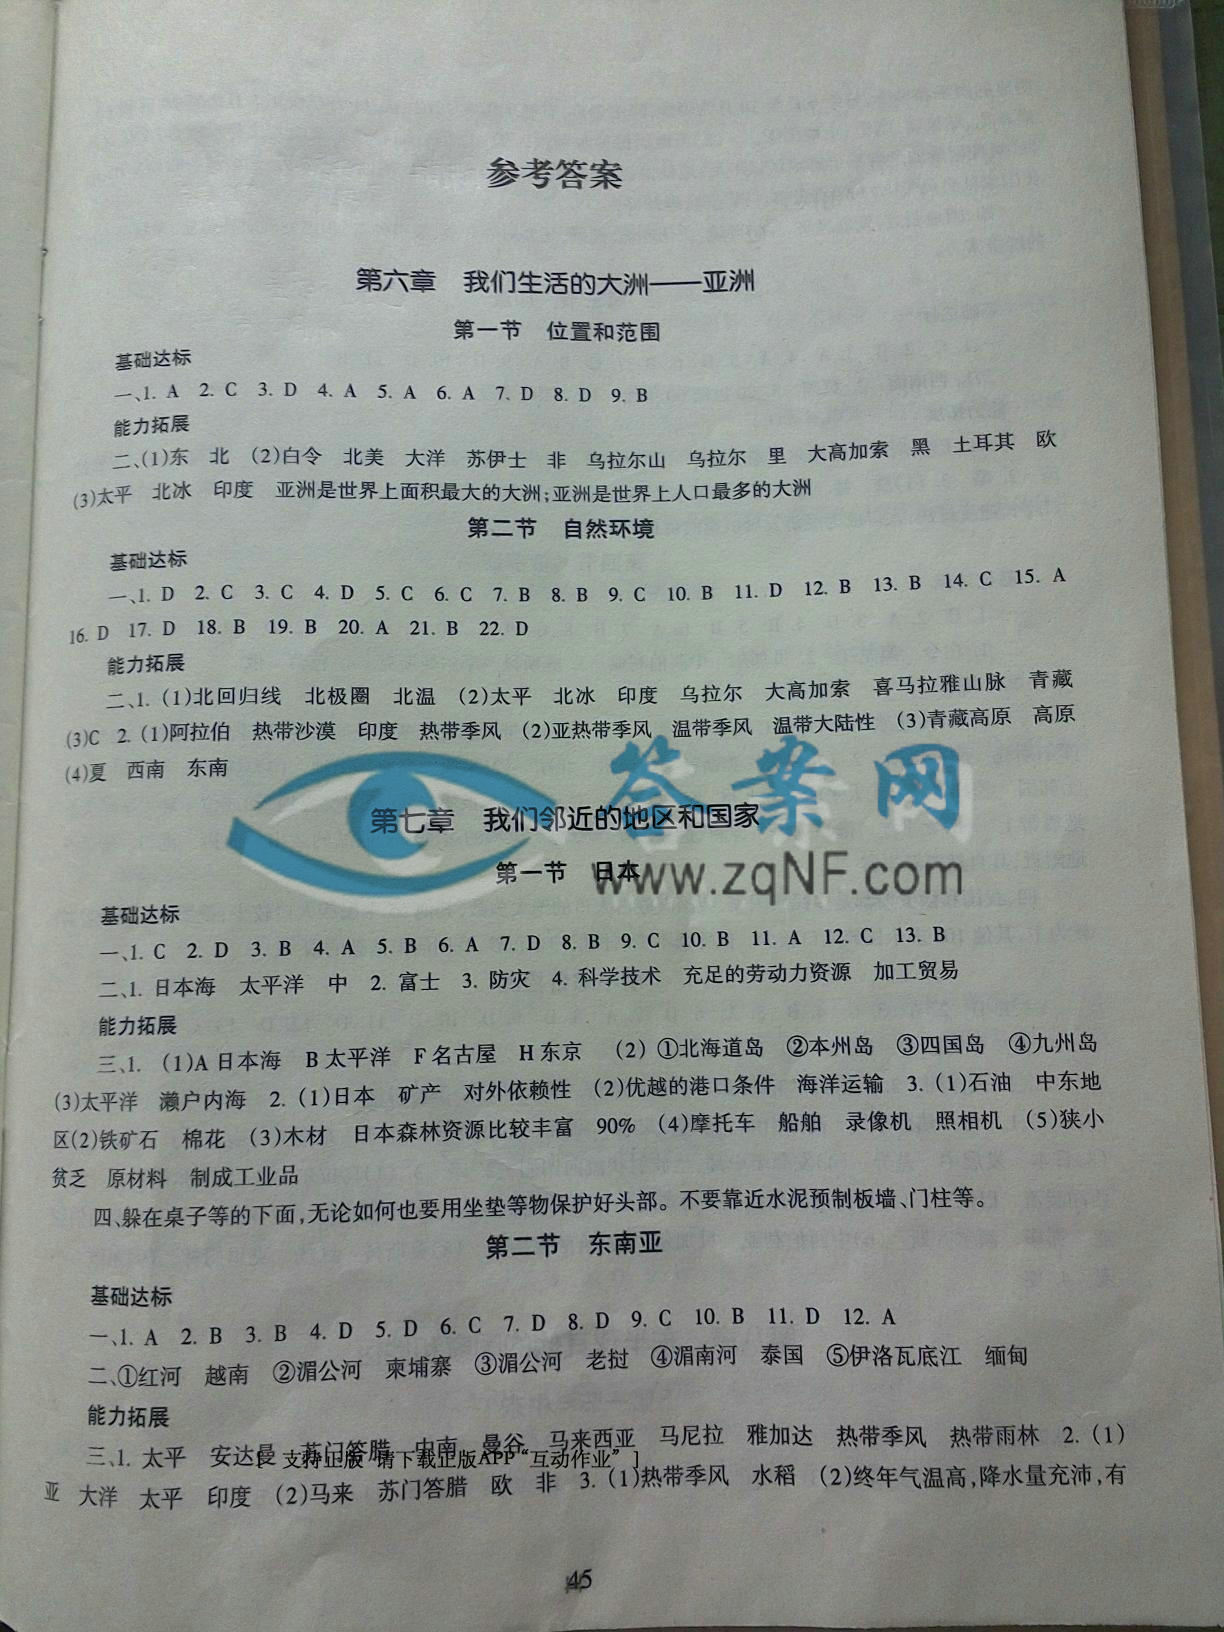 参考答案
第六章 我们生活的大洲——亚洲
第一节 位置和范围
基础达标
一、1. A 2. C 3. D 4. A 5. A 6. A 7. D 8. D 9. B
能力拓展
二、(1)东 北 (2)白令 北美 大洋 苏伊士 非 乌拉尔山 乌拉尔 里 大高加索 黑 土耳其 欧
(3)太平 北冰 印度 亚洲是世界上面积最大的大洲;亚洲是世界上人口最多的大洲
第二节 自然环境
基础达标
一、1. D 2. C 3. C 4. D 5. C 6. C 7. B 8. B 9. C 10. B 11. D 12. B 13. B 14. C 15. A
16. D 17. D 18. B 19. B 20. A 21. B 22. D
能力拓展
二、1. (1)北回归线 北极圈 北温 (2)太平 北冰 印度 乌拉尔 大高加索 喜马拉雅山脉 青藏
(3)C 2. (1)阿拉伯 热带沙漠 印度 热带季风 (2)亚热带季风 温带季风 温带大陆性 (3)青藏高原 高原
(4)夏 西南 东南
答案网
第七章 我们邻近的地区和国家
第一节 日本
www.zqNF.com
基础达标
一、1. C 2. D 3. B 4. A 5. B 6. A 7. D 8. B 9. C 10. B 11. A 12. C 13. B
二、1. 日本海 太平洋 中 2. 富士 3. 防灾 4. 科学技术 充足的劳动力资源 加工贸易
能力拓展
三、1. (1)A 日本海 B 太平洋 F 名古屋 H 东京 (2) ①北海道岛 ②本州岛 ③四国岛 ④九州岛
(3)太平洋 濑户内海 2. (1)日本 矿产 对外依赖性 (2)优越的港口条件 海洋运输 3. (1)石油 中东地
区(2)铁矿石 棉花 (3)木材 日本森林资源比较丰富 90% (4)摩托车 船舶 录像机 照相机 (5)狭小
贫乏 原材料 制成工业品
四、躲在桌子等的下面,无论如何也要用坐垫等物保护好头部。不要靠近水泥预制板墙、门柱等。
第二节 东南亚
基础达标
一、1. A 2. B 3. B 4. D 5. D 6. C 7. D 8. D 9. C 10. B 11. D 12. A
二、①红河 越南 ②湄公河 柬埔寨 ③湄公河 老挝 ④湄南河 泰国 ⑤伊洛瓦底江 缅甸
能力拓展
三、1. 太平 安达曼 苏门答腊 中南 曼谷 马来西亚 马尼拉 雅加达 热带季风 热带雨林 2. (1)
[ 支持正版 请下载正版APP“互动作业” ]
亚 大洋 太平 印度 (2)马来 苏门答腊 欧 非 3. (1)热带季风 水稻 (2)终年气温高,降水量充沛,有
45